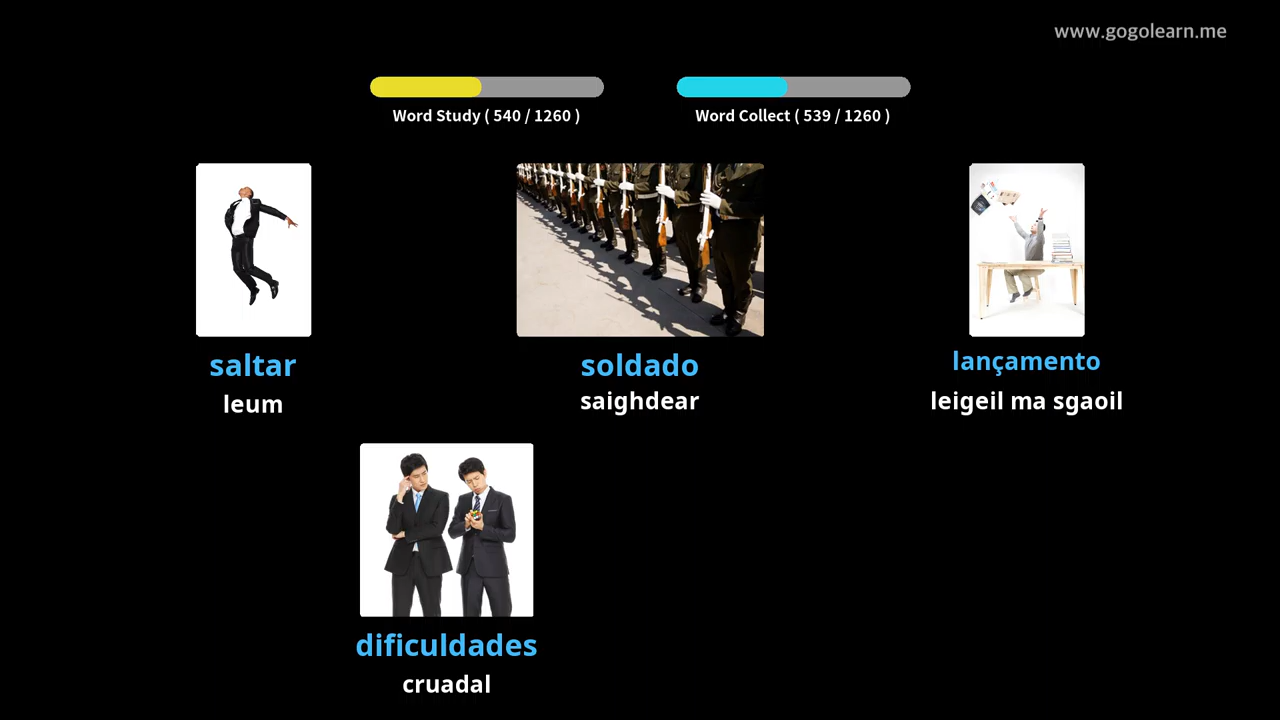 www.gogolearn.me
Word Study ( 540 / 1260 )
Word Collect ( 539 / 1260 )
saltar
leum
soldado
saighdear
lançamento
leigeil ma sgaoil
dificuldades
cruadal